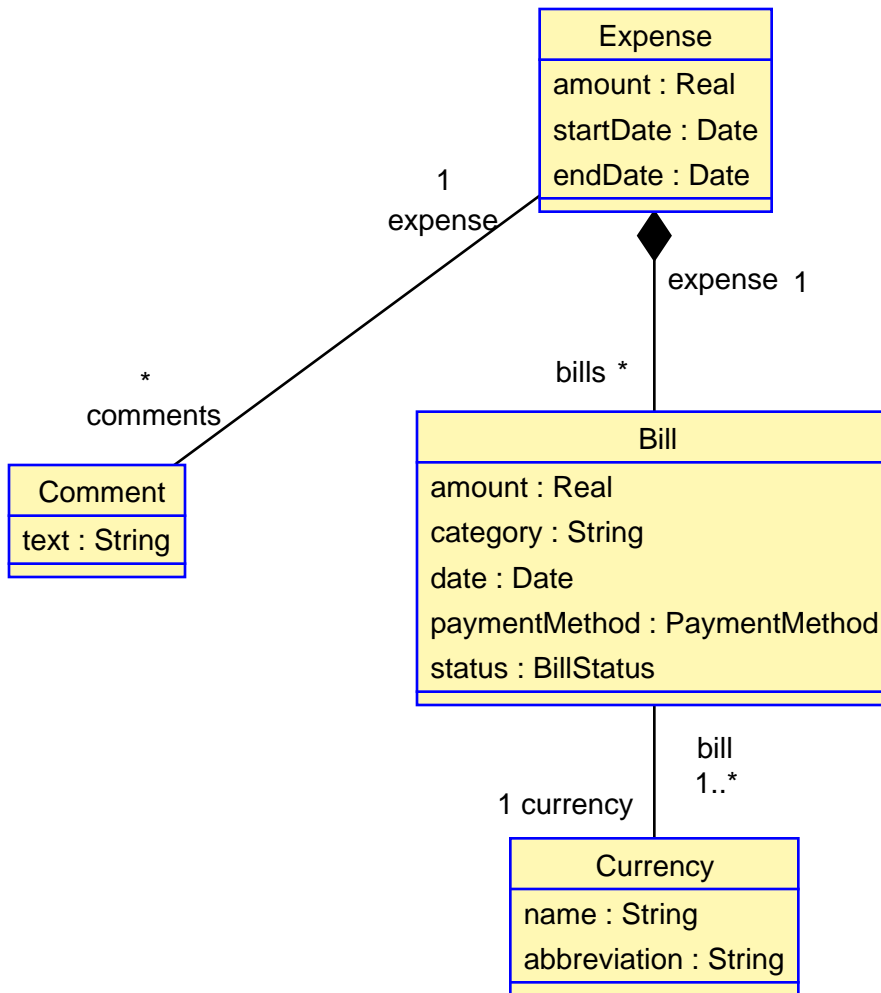 Expense
amount : Real
startDate : Date
endDate : Date
1
expense
expense 1
*
comments
bills *
Comment
text : String
Bill
amount : Real
category : String
date : Date
paymentMethod : PaymentMethod
status : BillStatus
bill
1..*
1 currency
Currency
name : String
abbreviation : String